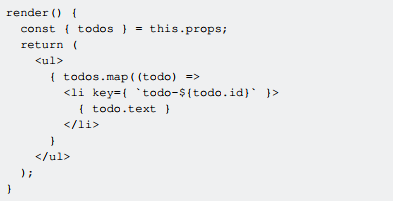 render() {
  const { todos } = this.props;
  return (
    <ul>
      { todos.map((todo) =>
      <li key={ `todo-${todo.id}` }>
        { todo.text }
      </li>
      }
    </ul>
  );
}